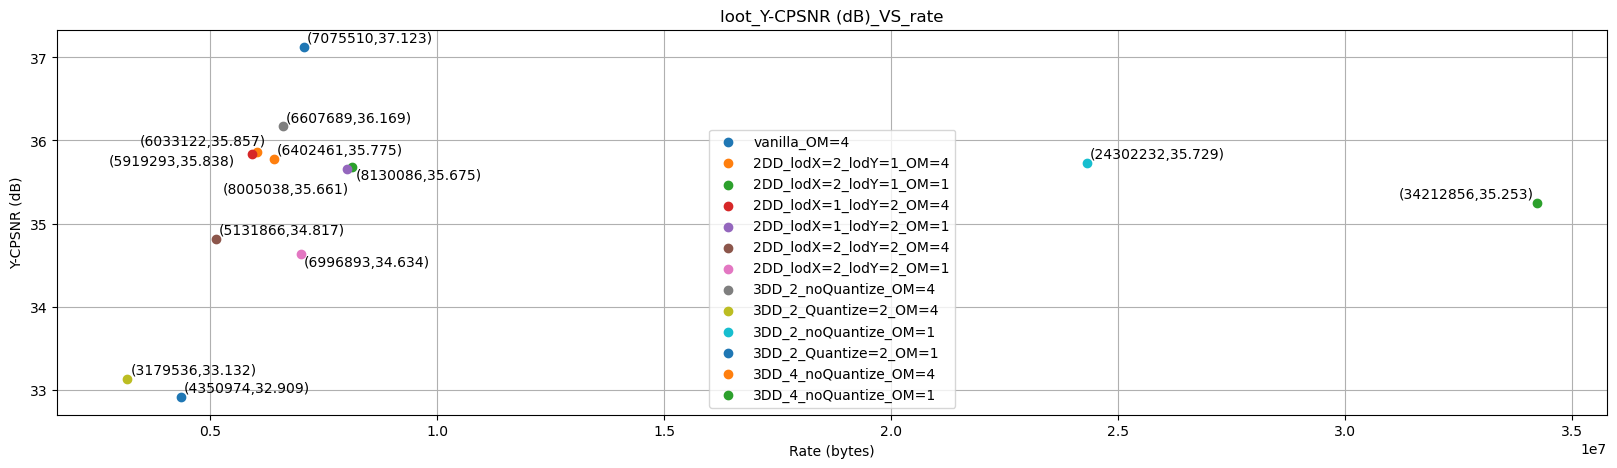 loot_Y-CPSNR (dB)_VS_rate
(7075510,37.123)
37
(6607689,36.169)
(6033122,35.857)
36
(6402461,35.775)
(24302232,35.729)
(5919293,35.838)
(8130086,35.675)
(8005038,35.661)
(34212856,35.253)
35
(5131866,34.817)
(6996893,34.634)
34
(3179536,33.132)
33
(4350974,32.909)
Y-CPSNR (dB)
vanilla_OM=4
2DD_lodX=2_lodY=1_OM=4
2DD_lodX=2_lodY=1_OM=1
2DD_lodX=1_lodY=2_OM=4
2DD_lodX=1_lodY=2_OM=1
2DD_lodX=2_lodY=2_OM=4
2DD_lodX=2_lodY=2_OM=1
3DD_2_noQuantize_OM=4
3DD_2_Quantize=2_OM=4
3DD_2_noQuantize_OM=1
3DD_2_Quantize=2_OM=1
3DD_4_noQuantize_OM=4
3DD_4_noQuantize_OM=1
0.5 1.0 1.5 2.0 2.5 3.0 3.5
1e7
Rate (bytes)